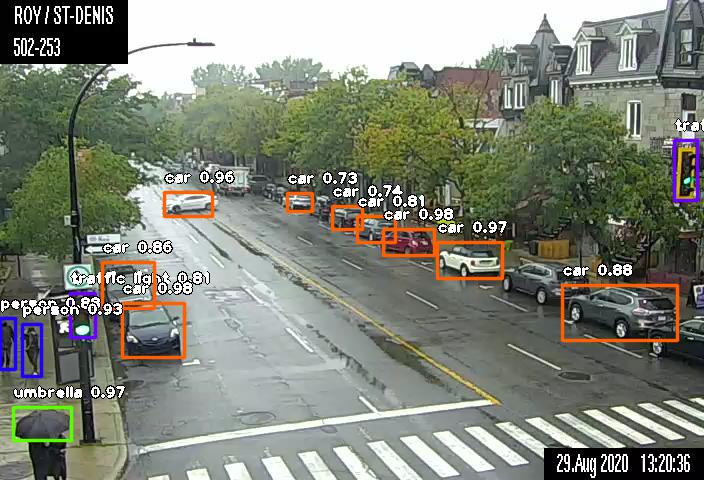 ROY / ST-DENIS
502-253
traf
car 0.96
car 0.73
car 0.74
car 0.81
car 0.98
car 0.97
car 0.86
car 0.88
traffic light 0.81
car 0.98
person 0.93
umbrella 0.97
29.Aug 2020 13:20:36